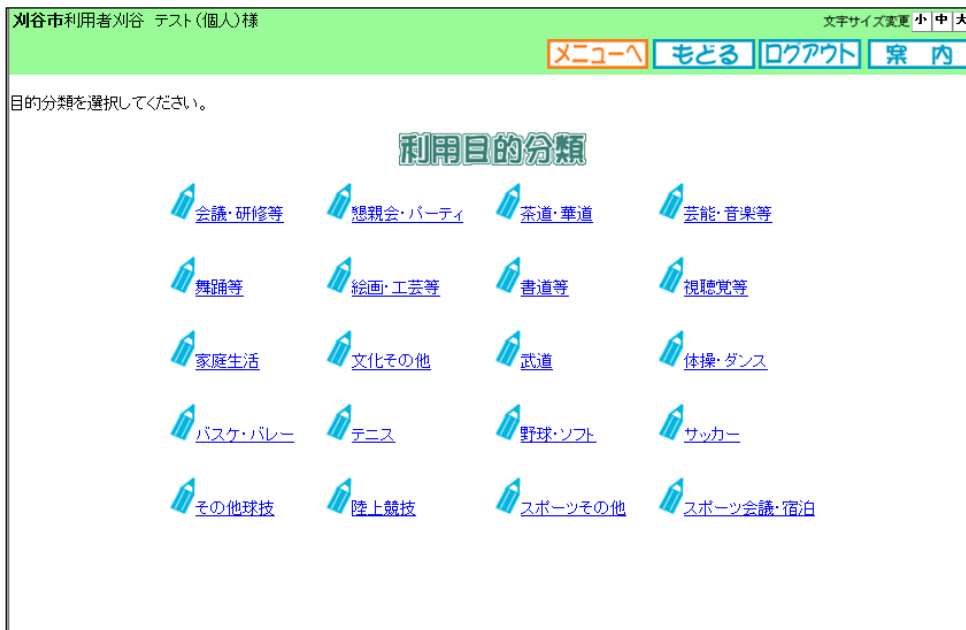 刈谷市利用者刈谷 テスト(個人)様
文字サイズ変更 小 中 大
メニューへ もどる ログアウト 案 内
目的分類を選択してください。
利用目的分類
会議・研修等 懇親会・パーティ 茶道・華道 芸能・音楽等
舞踊等 絵画・工芸等 書道等 視聴覚等
家庭生活 文化その他 武道 体操・ダンス
バスケ・バレー テニス 野球・ソフト サッカー
その他球技 陸上競技 スポーツその他 スポーツ会議・宿泊